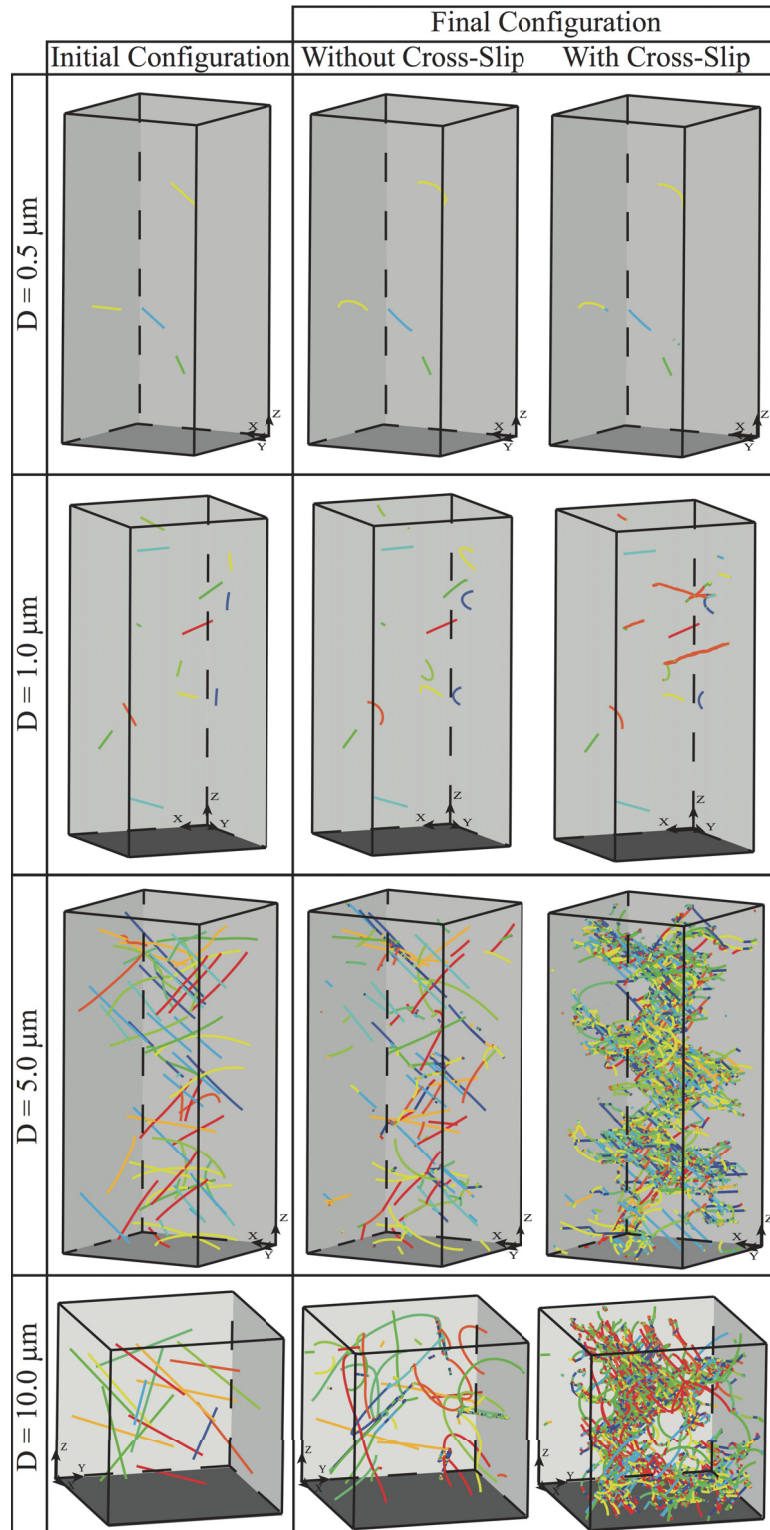 Final Configuration
Initial Configuration Without Cross-Slip With Cross-Slip
D = 0.5 μm
X Y Z X Y Z X Y Z
D = 1.0 μm
X Y Z X Y Z X Y Z
D = 5.0 μm
X Y Z X Y Z X Y Z
D = 10.0 μm
Z Y Z Y Z Y